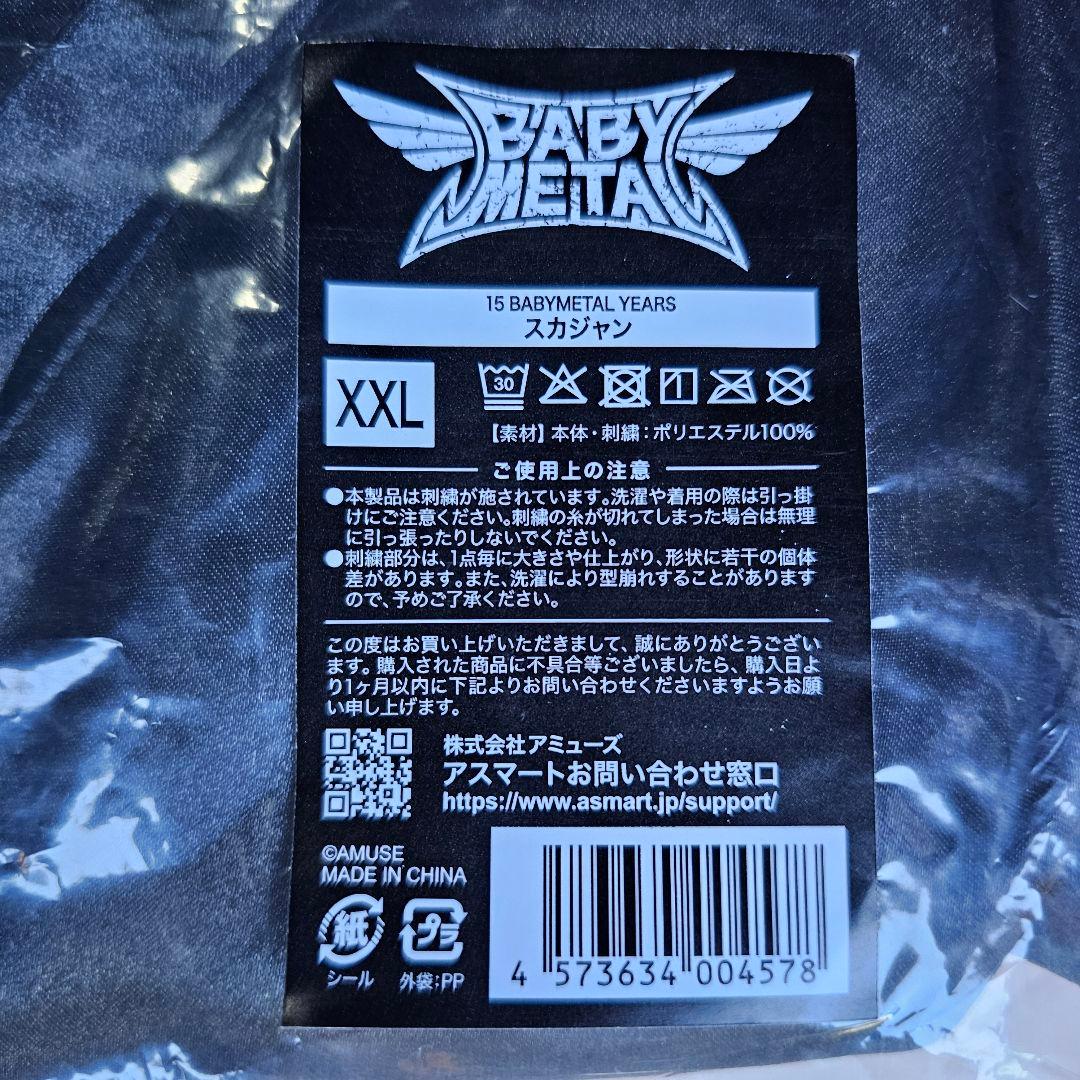 BABY
METAL
15 BABYMETAL YEARS
スカジャン
XXL
30
【素材】本体・刺繍：ポリエステル100%
ご使用上の注意
●本製品は刺繍が施されています。洗濯や着用の際は引っ掛
けにご注意ください。刺繍の糸が切れてしまった場合は無理
に引っ張ったりしないでください。
●刺繍部分は、1点毎に大きさや仕上がり、形状に若干の個体
差があります。また、洗濯により型崩れすることがあります
ので、予めご了承ください。
この度はお買い上げいただきまして、誠にありがとうござい
ます。購入された商品に不具合等ございましたら、購入日よ
り1ヶ月以内に下記よりお問い合わせくださいますようお願
い申し上げます。
株式会社アミューズ
アスマートお問い合わせ窓口
https://www.asmart.jp/support/
©AMUSE
MADE IN CHINA
紙
シール
プラ
外袋:PP
4 573634 004578